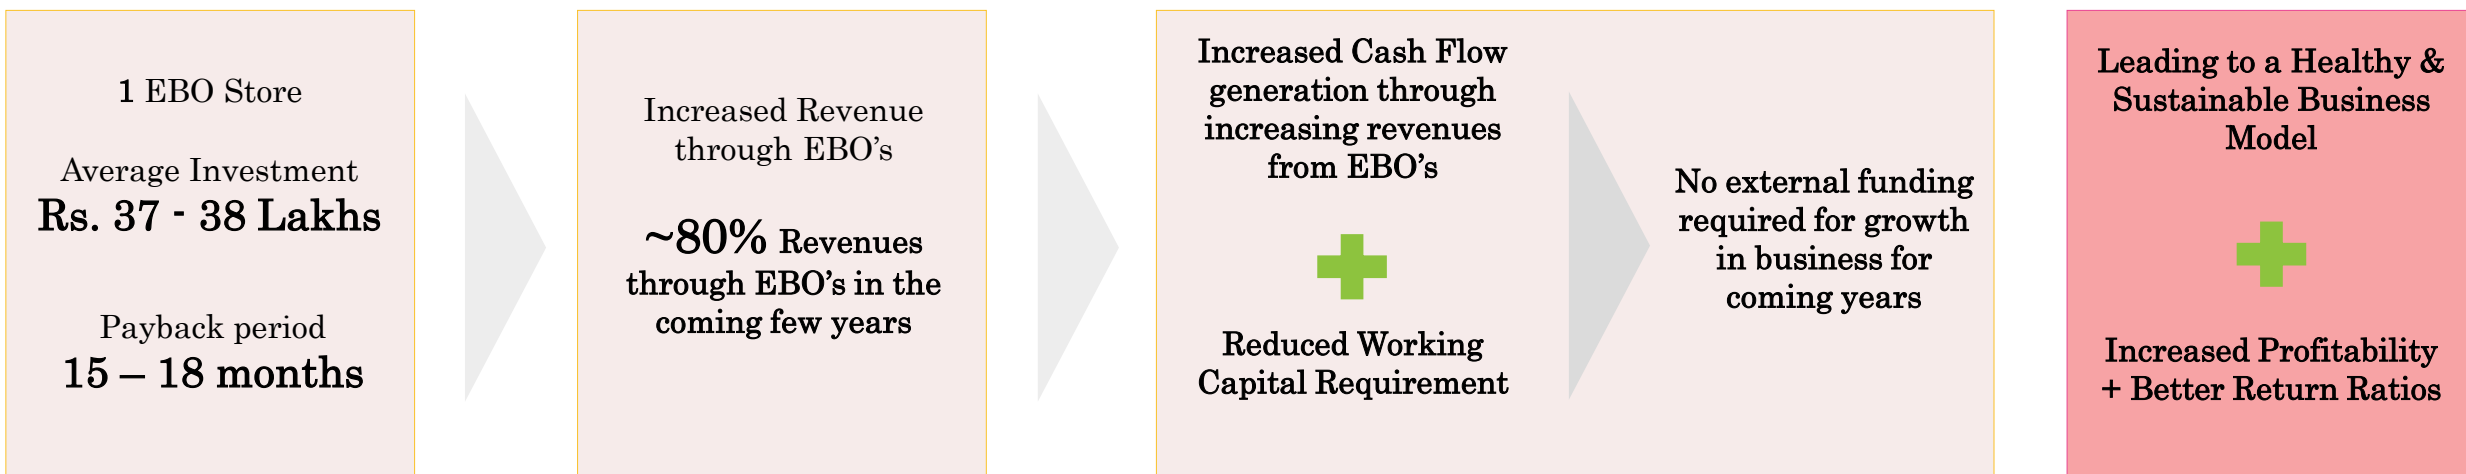 1 EBO Store
Average Investment
Rs. 37 - 38 Lakhs
Payback period
15 – 18 months
Increased Revenue
through EBO’s
~80% Revenues
through EBO’s in the
coming few years
Increased Cash Flow
generation through
increasing revenues
from EBO’s
Reduced Working
Capital Requirement
No external funding
required for growth
in business for
coming years
Leading to a Healthy &
Sustainable Business
Model
Increased Profitability
+ Better Return Ratios